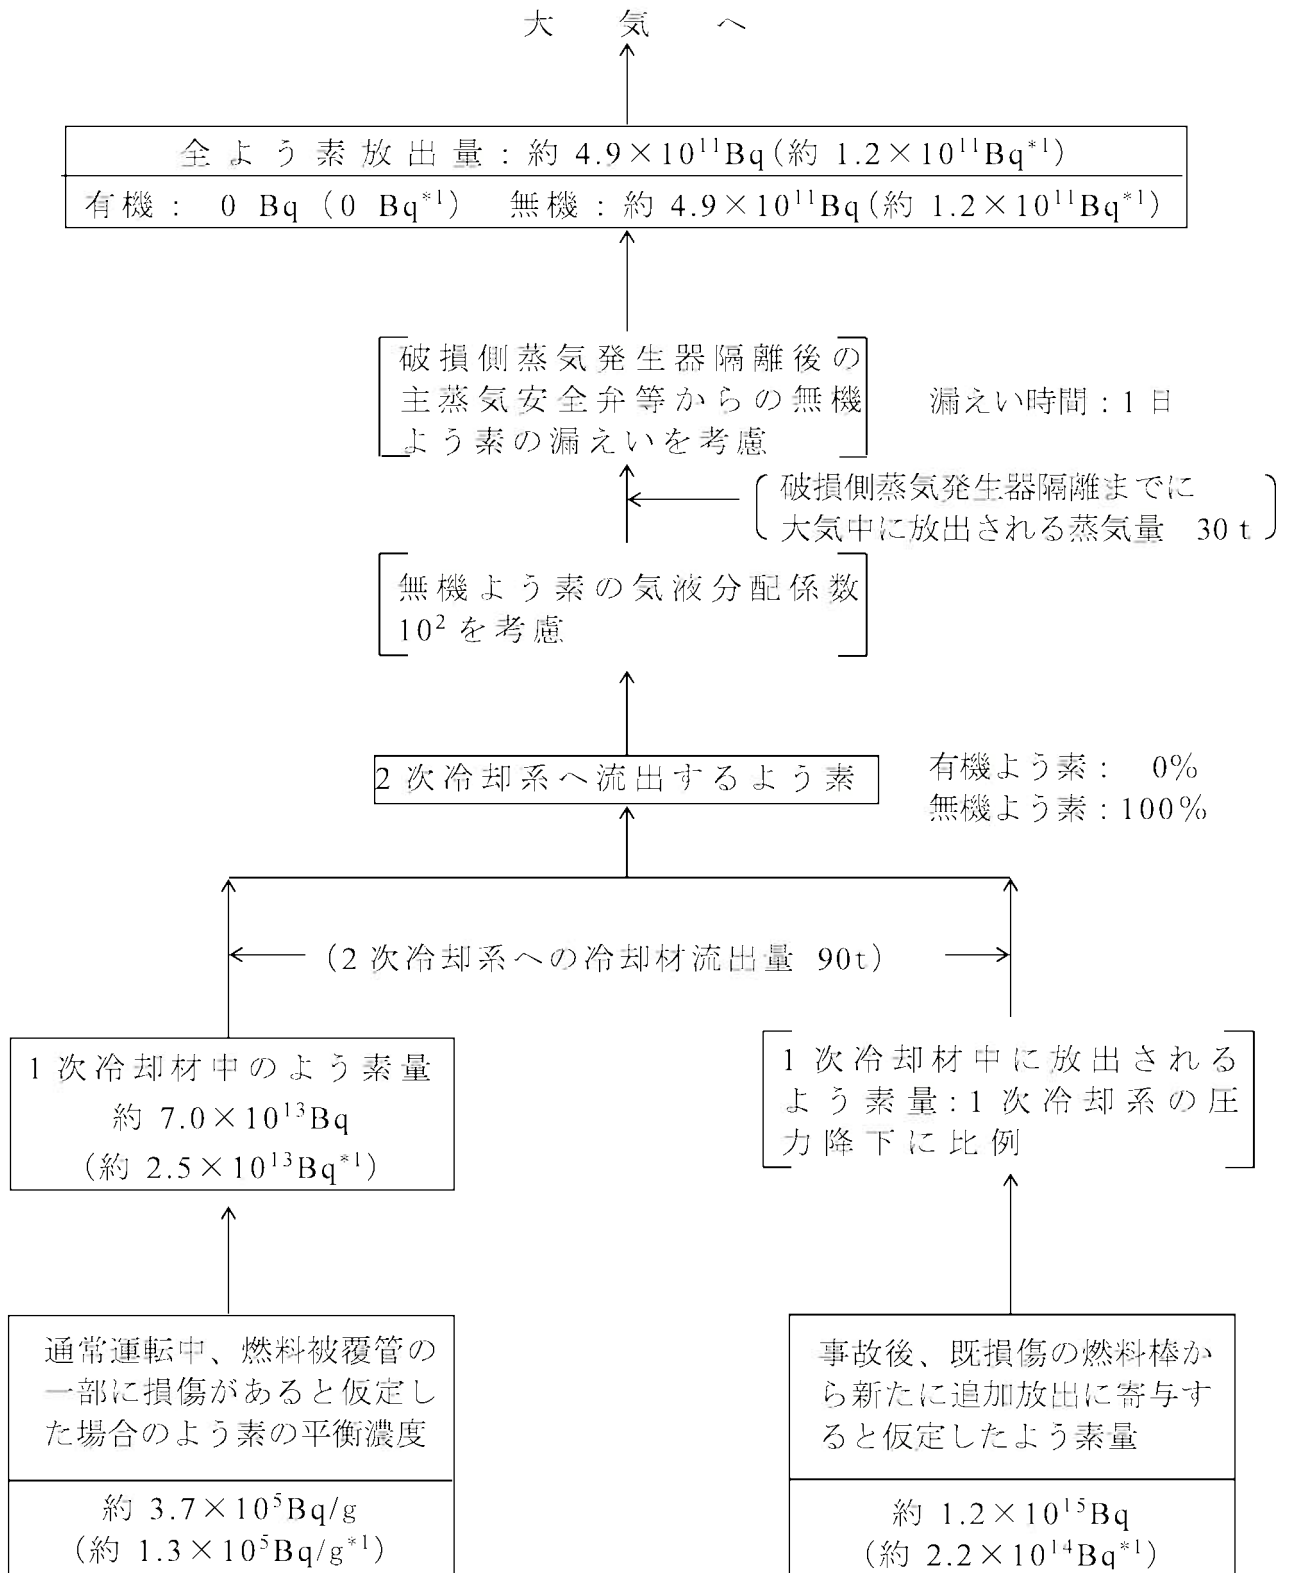 大気へ
全よう素放出量：約 4.9×10¹¹Bq(約 1.2×10¹¹Bq*¹)
有機： 0 Bq (0 Bq*¹) 無機：約 4.9×10¹¹Bq(約 1.2×10¹¹Bq*¹)
破損側蒸気発生器隔離後の
主蒸気安全弁等からの無機
よう素の漏えいを考慮
漏えい時間：1 日
破損側蒸気発生器隔離までに
大気中に放出される蒸気量 30 t
無機よう素の気液分配係数
10² を考慮
2 次冷却系へ流出するよう素
有機よう素： 0%
無機よう素：100%
(2 次冷却系への冷却材流出量 90t)
1 次冷却材中のよう素量
約 7.0×10¹³Bq
(約 2.5×10¹³Bq*¹)
1 次冷却材中に放出される
よう素量：1 次冷却系の圧
力降下に比例
通常運転中、燃料被覆管の
一部に損傷があると仮定し
た場合のよう素の平衡濃度
約 3.7×10⁵Bq/g
(約 1.3×10⁵Bq/g*¹)
事故後、既損傷の燃料棒か
ら新たに追加放出に寄与す
ると仮定したよう素量
約 1.2×10¹⁵Bq
(約 2.2×10¹⁴Bq*¹)